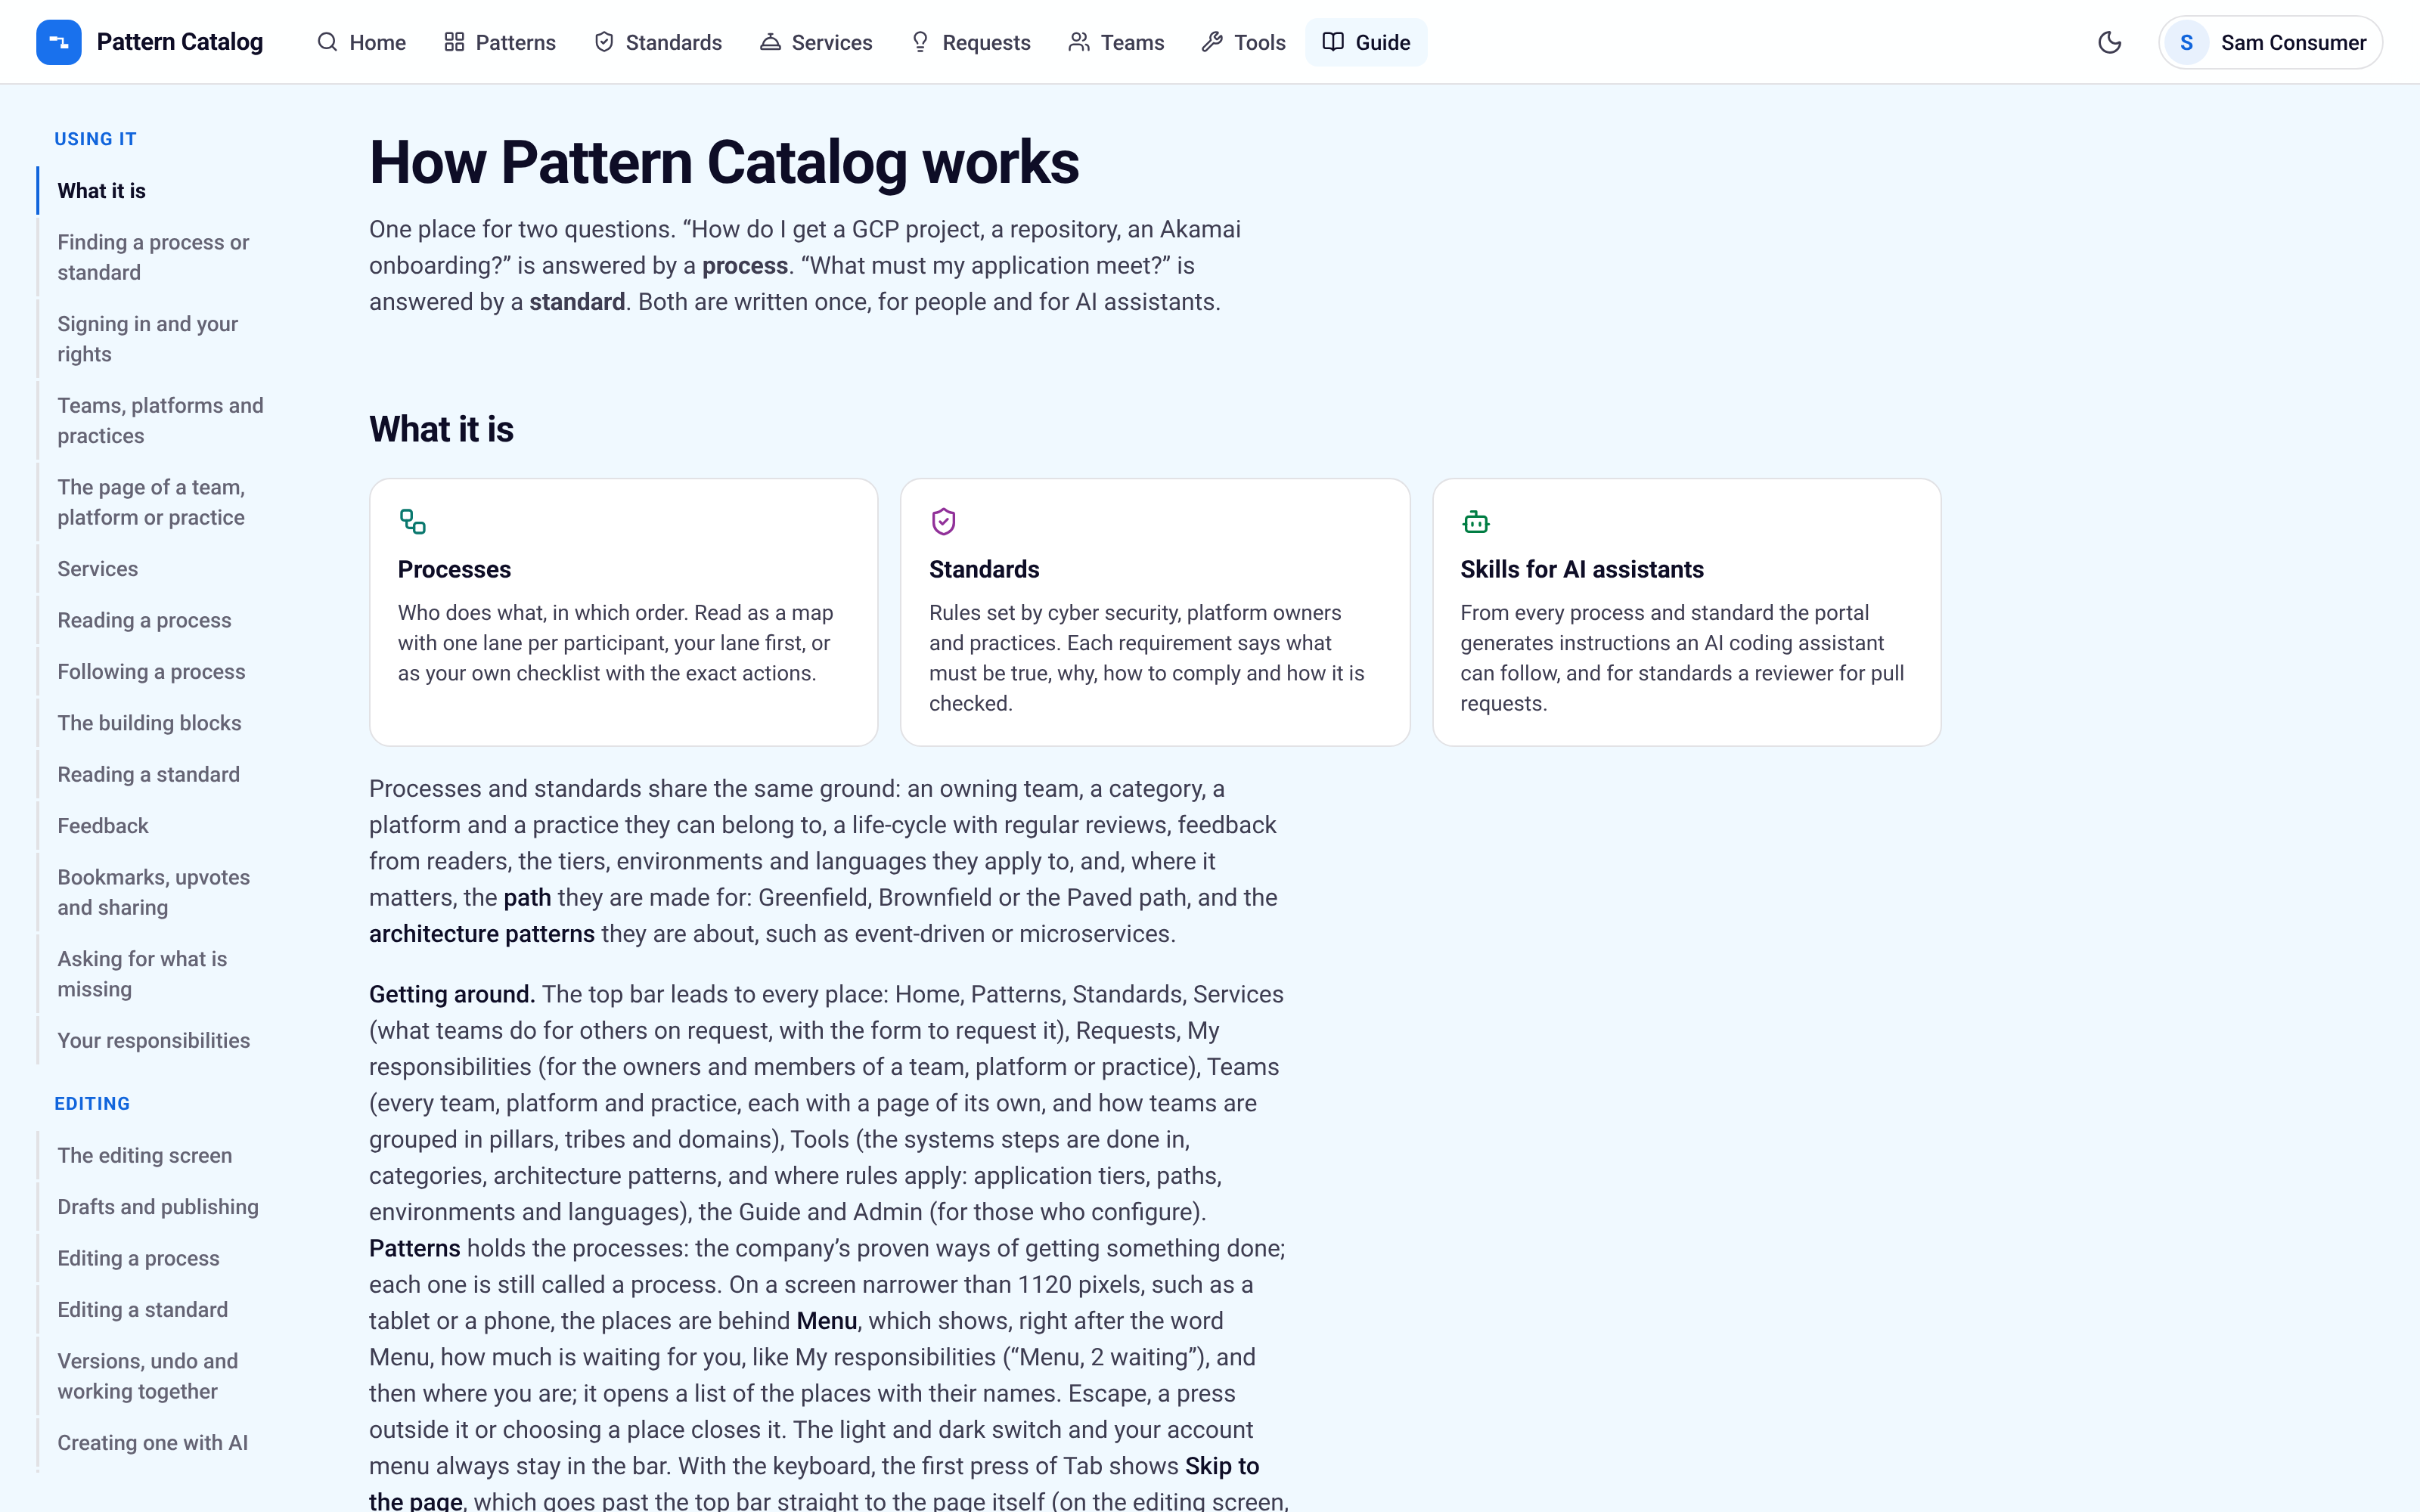 Pattern Catalog
Home
Patterns
Standards
Services
Requests
Teams
Tools
Guide
S
Sam Consumer
USING IT
What it is
Finding a process or
standard
Signing in and your
rights
Teams, platforms and
practices
The page of a team,
platform or practice
Services
Reading a process
Following a process
The building blocks
Reading a standard
Feedback
Bookmarks, upvotes
and sharing
Asking for what is
missing
Your responsibilities
EDITING
The editing screen
Drafts and publishing
Editing a process
Editing a standard
Versions, undo and
working together
Creating one with AI
How Pattern Catalog works
One place for two questions. “How do I get a GCP project, a repository, an Akamai
onboarding?” is answered by a process. “What must my application meet?” is
answered by a standard. Both are written once, for people and for AI assistants.
What it is
Processes
Who does what, in which order. Read as a map
with one lane per participant, your lane first, or
as your own checklist with the exact actions.
Standards
Rules set by cyber security, platform owners
and practices. Each requirement says what
must be true, why, how to comply and how it is
checked.
Skills for AI assistants
From every process and standard the portal
generates instructions an AI coding assistant
can follow, and for standards a reviewer for pull
requests.
Processes and standards share the same ground: an owning team, a category, a
platform and a practice they can belong to, a life-cycle with regular reviews, feedback
from readers, the tiers, environments and languages they apply to, and, where it
matters, the path they are made for: Greenfield, Brownfield or the Paved path, and the
architecture patterns they are about, such as event-driven or microservices.
Getting around. The top bar leads to every place: Home, Patterns, Standards, Services
(what teams do for others on request, with the form to request it), Requests, My
responsibilities (for the owners and members of a team, platform or practice), Teams
(every team, platform and practice, each with a page of its own, and how teams are
grouped in pillars, tribes and domains), Tools (the systems steps are done in,
categories, architecture patterns, and where rules apply: application tiers, paths,
environments and languages), the Guide and Admin (for those who configure).
Patterns holds the processes: the company’s proven ways of getting something done;
each one is still called a process. On a screen narrower than 1120 pixels, such as a
tablet or a phone, the places are behind Menu, which shows, right after the word
Menu, how much is waiting for you, like My responsibilities (“Menu, 2 waiting”), and
then where you are; it opens a list of the places with their names. Escape, a press
outside it or choosing a place closes it. The light and dark switch and your account
menu always stay in the bar. With the keyboard, the first press of Tab shows Skip to
the page, which goes past the top bar straight to the page itself (on the editing screen,